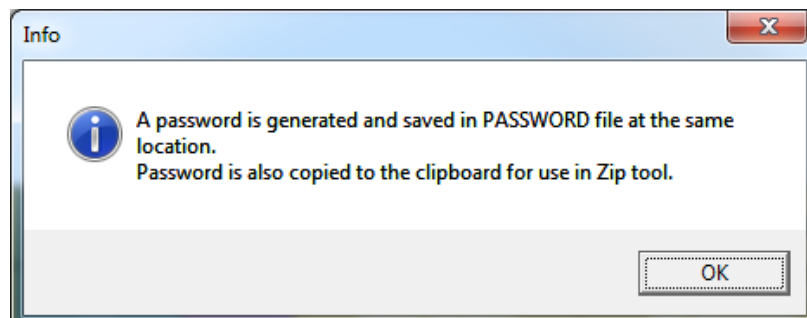 Info
A password is generated and saved in PASSWORD file at the same
location.
Password is also copied to the clipboard for use in Zip tool.
OK